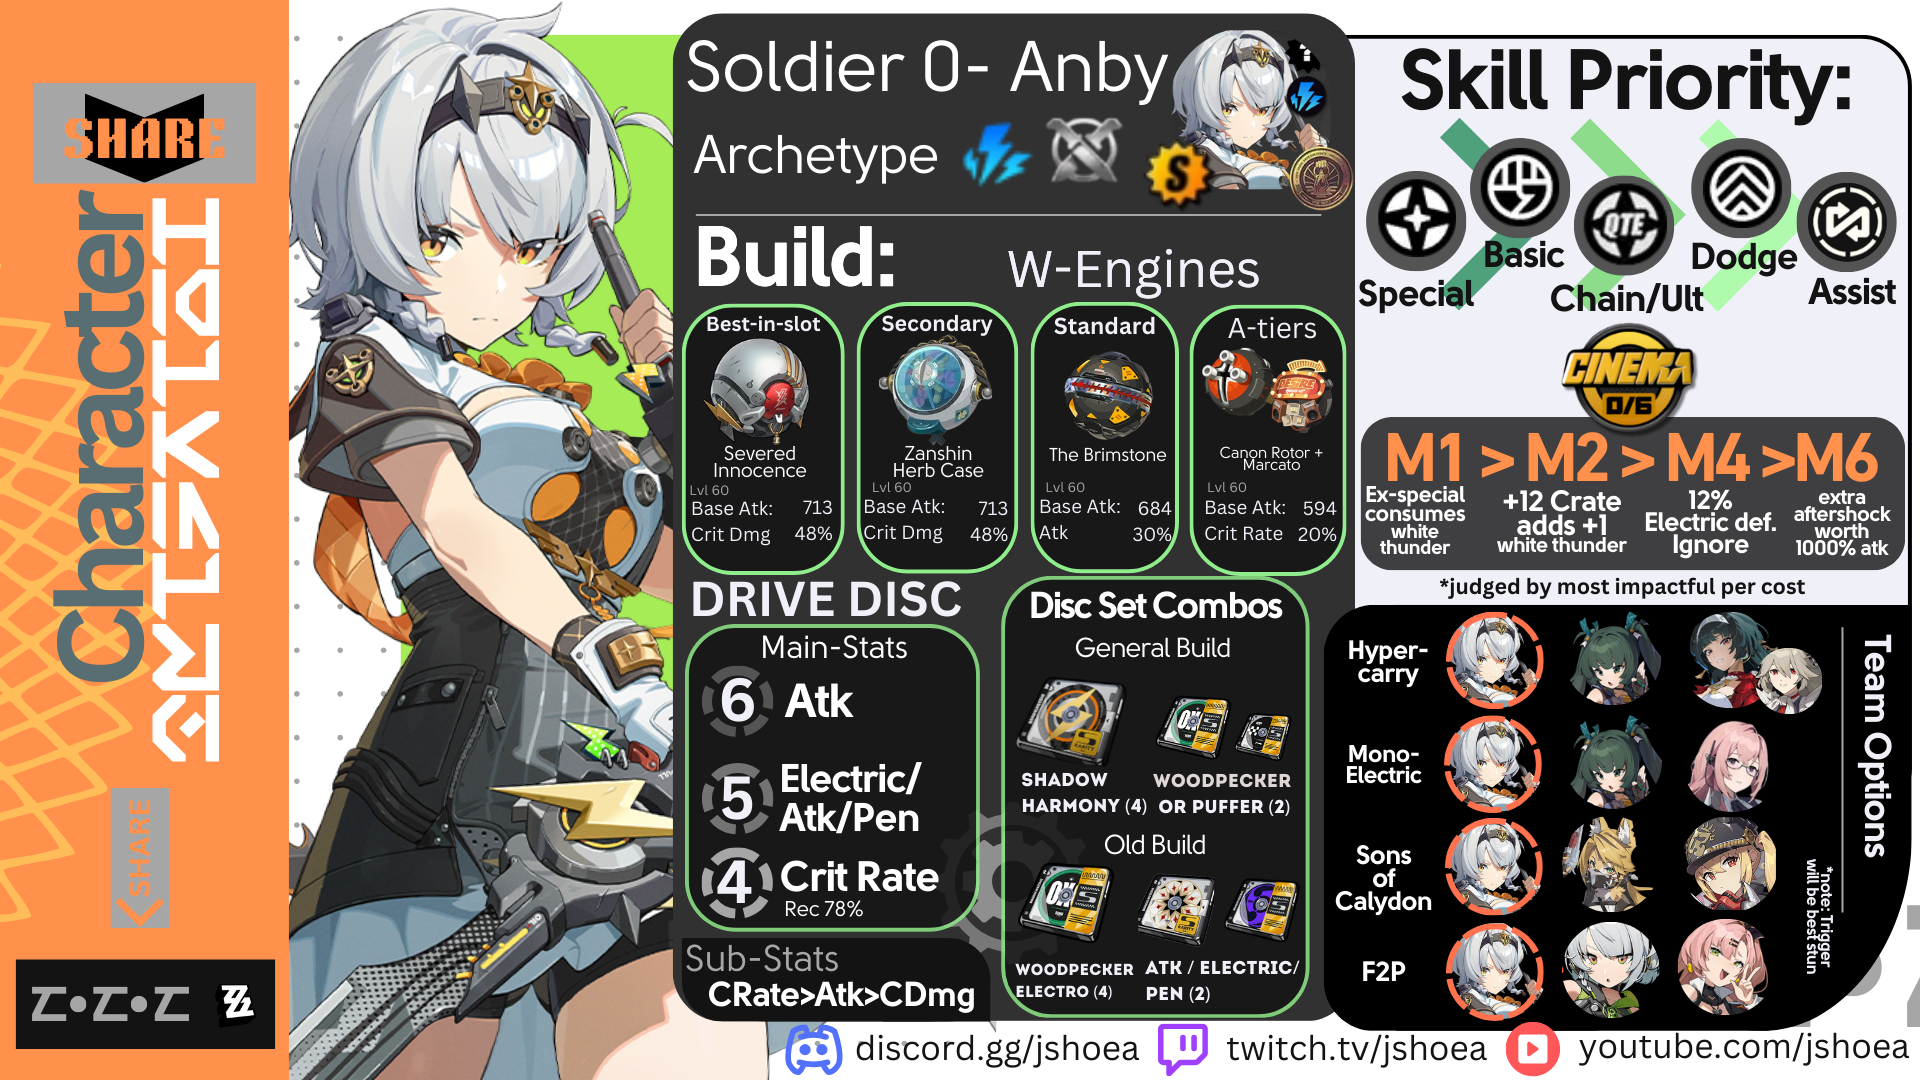 SHARE
Character
SHARE
Z•Z•Z
Soldier 0- Anby
Archetype
S
Build:
W-Engines
Best-in-slot
Severed
Innocence
Lvl 60
Base Atk: 713
Crit Dmg 48%
Secondary
Zanshin
Herb Case
Lvl 60
Base Atk: 713
Crit Dmg 48%
Standard
The Brimstone
Lvl 60
Base Atk: 684
Atk 30%
A-tiers
DESIRE
Canon Rotor +
Marcato
Lvl 60
Base Atk: 594
Crit Rate 20%
DRIVE DISC
Main-Stats
6 Atk
5 Electric/
Atk/Pen
4 Crit Rate
Rec 78%
Sub-Stats
CRate>Atk>CDmg
Disc Set Combos
General Build
SHADOW
HARMONY (4)
WOODPECKER
OR PUFFER (2)
Old Build
WOODPECKER
ELECTRO (4)
ATK / ELECTRIC/
PEN (2)
Skill Priority:
Special
Basic
QTE
Chain/Ult
Dodge
Assist
CINEMA
0/6
M1 > M2 > M4 >M6
Ex-special
consumes
white
thunder
+12 Crate
adds +1
white thunder
12%
Electric def.
Ignore
extra
aftershock
worth
1000% atk
*judged by most impactful per cost
Team Options
Hyper-
carry
Mono-
Electric
Sons
of
Calydon
F2P
*note: Trigger
will be best stun
discord.gg/jshoea
twitch.tv/jshoea
youtube.com/jshoea